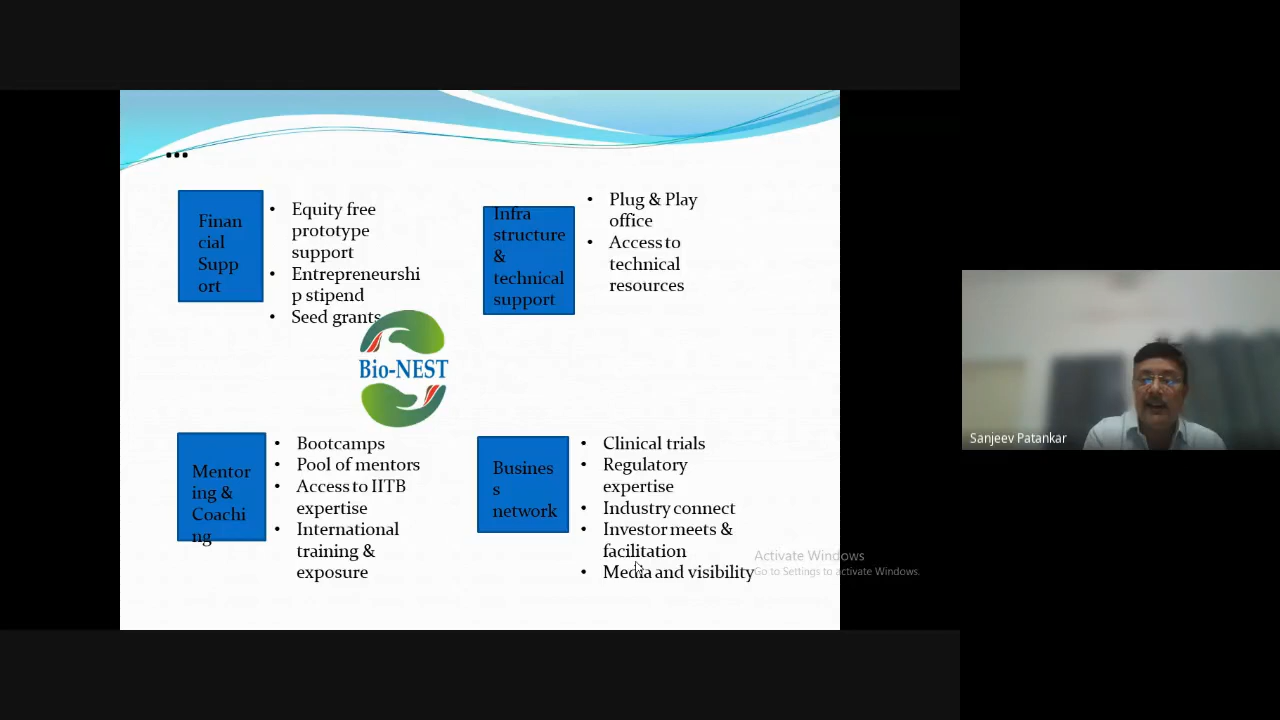 ...
Finan
cial
Supp
ort
• Equity free
prototype
support
• Entrepreneurshi
p stipend
• Seed grants
Infra
structure
&
technical
support
• Plug & Play
office
• Access to
technical
resources
Bio-NEST
Mentor
ing &
Coachi
ng
• Bootcamps
• Pool of mentors
• Access to IITB
expertise
• International
training &
exposure
Busines
s
network
• Clinical trials
• Regulatory
expertise
• Industry connect
• Investor meets &
facilitation
• Media and visibility
Activate Windows
Go to Settings to activate Windows.
Sanjeev Patankar